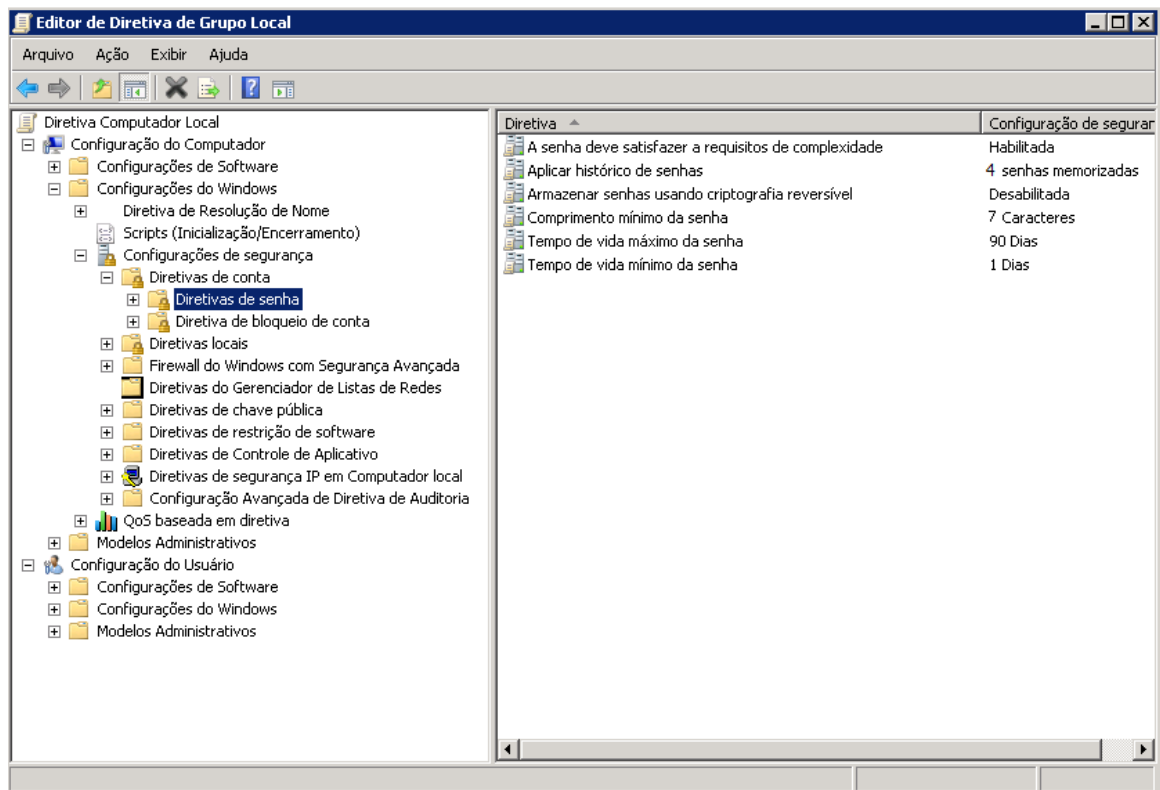 Editor de Diretiva de Grupo Local
Arquivo Ação Exibir Ajuda
Diretiva Computador Local
Configuração do Computador
Configurações de Software
Configurações do Windows
Diretiva de Resolução de Nome
Scripts (Inicialização/Encerramento)
Configurações de segurança
Diretivas de conta
Diretivas de senha
Diretiva de bloqueio de conta
Diretivas locais
Firewall do Windows com Segurança Avançada
Diretivas do Gerenciador de Listas de Redes
Diretivas de chave pública
Diretivas de restrição de software
Diretivas de Controle de Aplicativo
Diretivas de segurança IP em Computador local
Configuração Avançada de Diretiva de Auditoria
QoS baseada em diretiva
Modelos Administrativos
Configuração do Usuário
Configurações de Software
Configurações do Windows
Modelos Administrativos
Diretiva Configuração de seguran
A senha deve satisfazer a requisitos de complexidade Habilitada
Aplicar histórico de senhas 4 senhas memorizadas
Armazenar senhas usando criptografia reversível Desabilitada
Comprimento mínimo da senha 7 Caracteres
Tempo de vida máximo da senha 90 Dias
Tempo de vida mínimo da senha 1 Dias